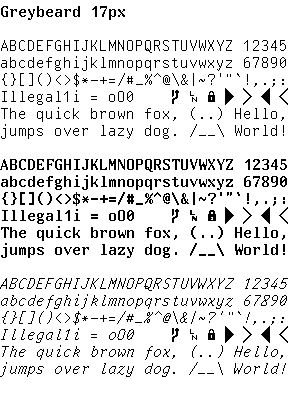 Greybeard 17px
ABCDEFGHIJKLMNOPQRSTUVWXYZ 12345
abcdefghijklmnopqrstuvwxyz 67890
{}[]()<>$*-+=/#_%^@\&|~?'"`!,.;:
Illegal1i = oO0   ► > ◄ <
The quick brown fox, (..) Hello,
jumps over lazy dog. /__\ World!
ABCDEFGHIJKLMNOPQRSTUVWXYZ 12345
abcdefghijklmnopqrstuvwxyz 67890
{}[]()<>$*-+=/#_%^@\&|~?'"`!,.;:
Illegal1i = oO0   ► > ◄ <
The quick brown fox, (..) Hello,
jumps over lazy dog. /__\ World!
ABCDEFGHIJKLMNOPQRSTUVWXYZ 12345
abcdefghijklmnopqrstuvwxyz 67890
{}[]()<>$*-+=/#_%^@\&|~?'"`!,.;:
Illegal1i = oO0   ► > ◄ <
The quick brown fox, (..) Hello,
jumps over lazy dog. /__\ World!